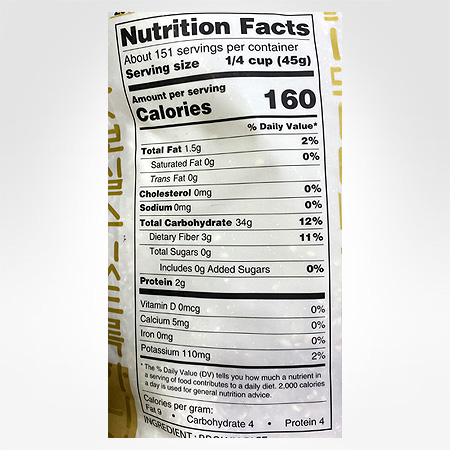 Nutrition Facts
About 151 servings per container
Serving size 1/4 cup (45g)
Amount per serving
Calories 160
% Daily Value*
Total Fat 1.5g 2%
Saturated Fat 0g 0%
Trans Fat 0g
Cholesterol 0mg 0%
Sodium 0mg 0%
Total Carbohydrate 34g 12%
Dietary Fiber 3g 11%
Total Sugars 0g
Includes 0g Added Sugars 0%
Protein 2g
Vitamin D 0mcg 0%
Calcium 5mg 0%
Iron 0mg 0%
Potassium 110mg 2%
* The % Daily Value (DV) tells you how much a nutrient in
a serving of food contributes to a daily diet. 2,000 calories
a day is used for general nutrition advice.
Calories per gram:
Fat 9 • Carbohydrate 4 • Protein 4
INGREDIENT: